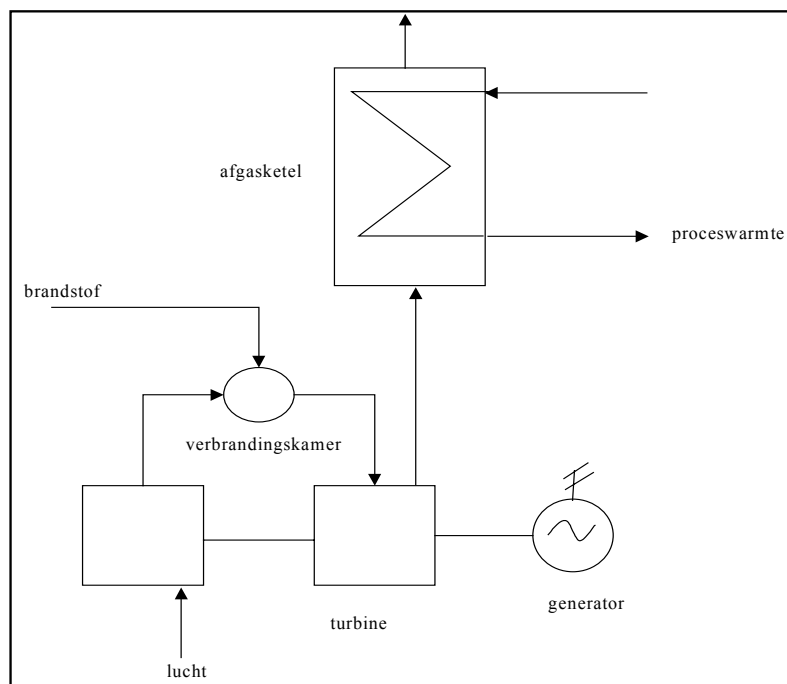 afgasketel
proceswarmte
brandstof
verbrandingskamer
generator
turbine
lucht